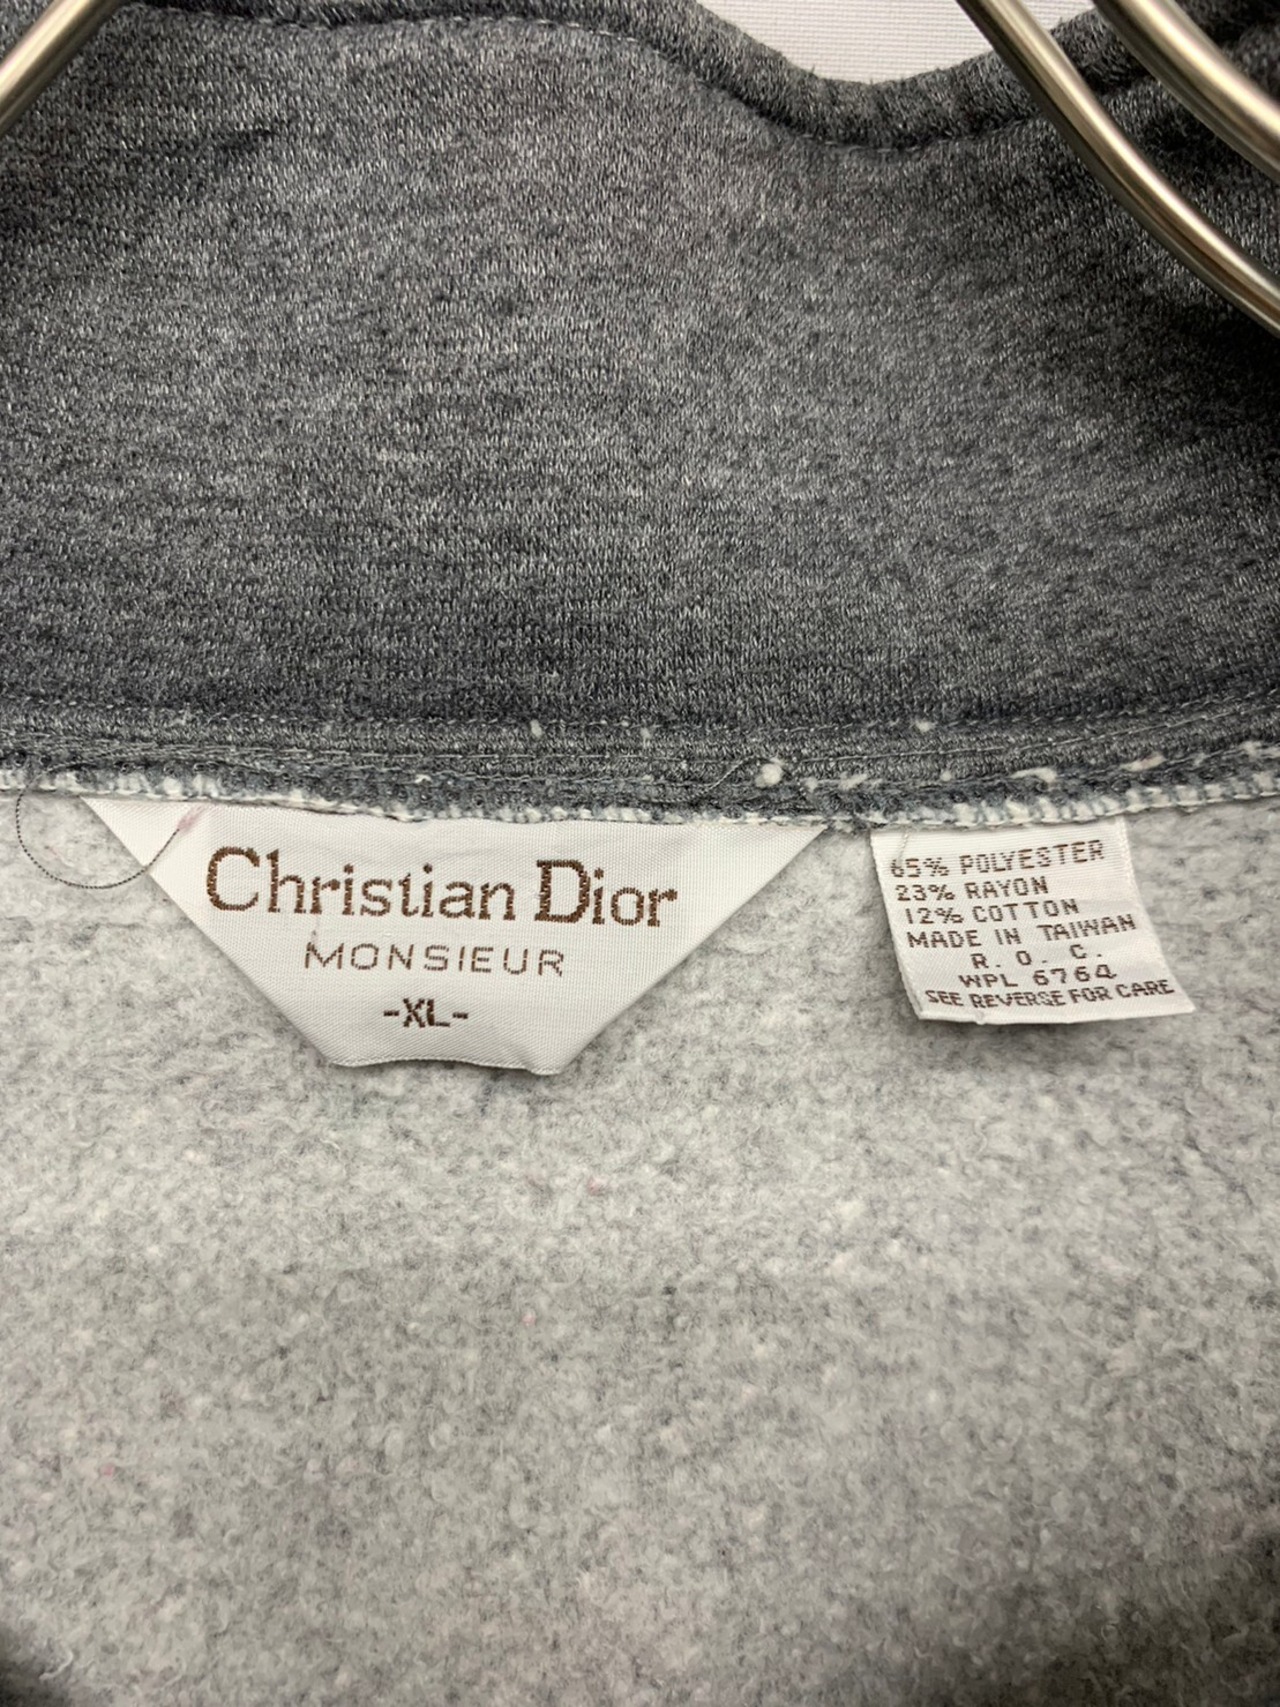 Christian Dior
MONSIEUR
-XL-
65% POLYESTER
23% RAYON
12% COTTON
MADE IN TAIWAN
R. O. C.
WPL 6764
SEE REVERSE FOR CARE